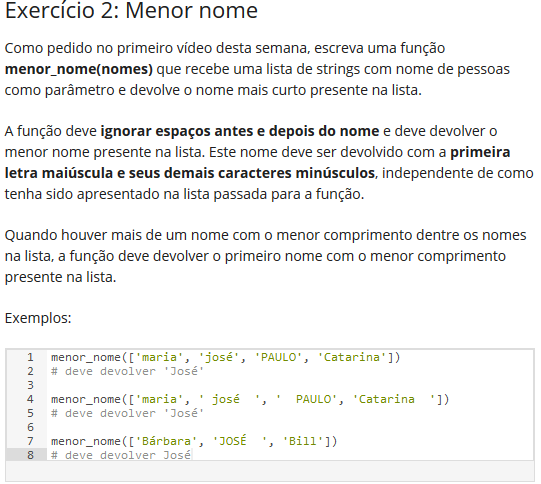 Exercício 2: Menor nome
Como pedido no primeiro vídeo desta semana, escreva uma função
menor_nome(nomes) que recebe uma lista de strings com nome de pessoas
como parâmetro e devolve o nome mais curto presente na lista.
A função deve ignorar espaços antes e depois do nome e deve devolver o
menor nome presente na lista. Este nome deve ser devolvido com a primeira
letra maiúscula e seus demais caracteres minúsculos, independente de como
tenha sido apresentado na lista passada para a função.
Quando houver mais de um nome com o menor comprimento dentre os nomes
na lista, a função deve devolver o primeiro nome com o menor comprimento
presente na lista.
Exemplos:
1 menor_nome(['maria', 'josé', 'PAULO', 'Catarina'])
2 # deve devolver 'José'
3
4 menor_nome(['maria', ' josé  ', '  PAULO', 'Catarina  '])
5 # deve devolver 'José'
6
7 menor_nome(['Bárbara', 'JOSÉ  ', 'Bill'])
8 # deve devolver José